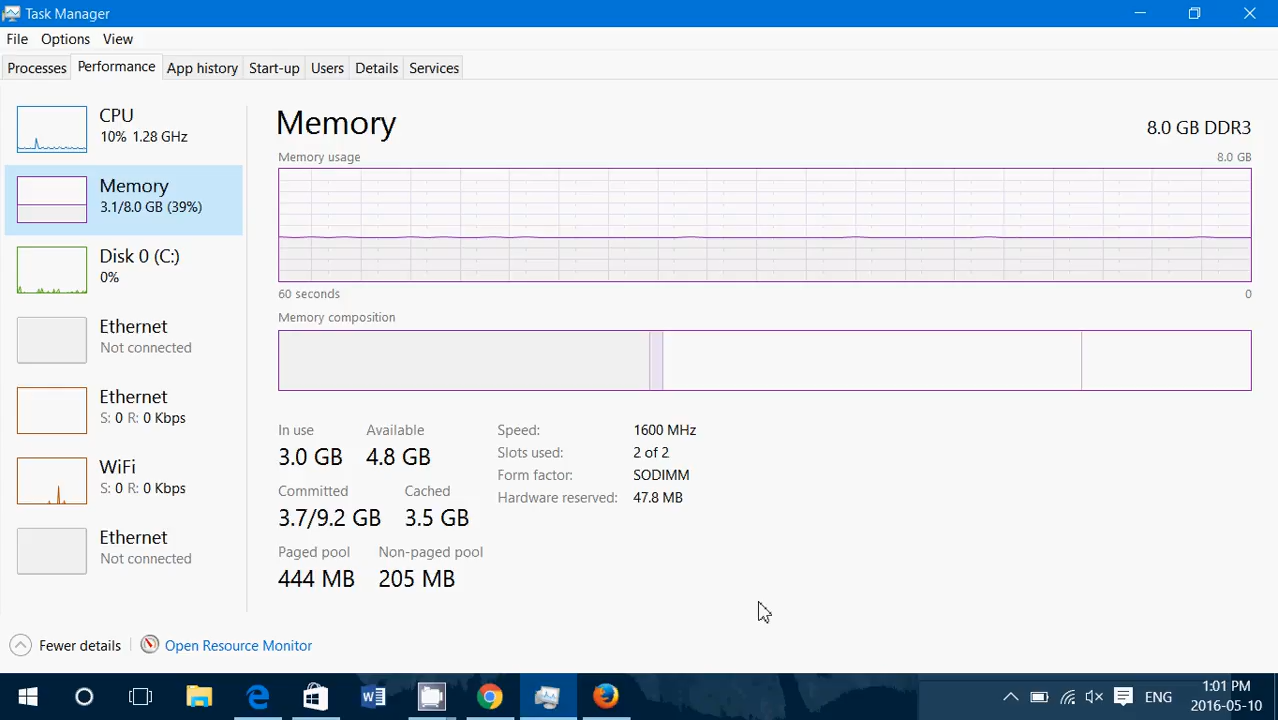 Task Manager
File Options View
Processes Performance App history Start-up Users Details Services
CPU
10% 1.28 GHz
Memory
3.1/8.0 GB (39%)
Disk 0 (C:)
0%
Ethernet
Not connected
Ethernet
S: 0 R: 0 Kbps
WiFi
S: 0 R: 0 Kbps
Ethernet
Not connected
Memory 8.0 GB DDR3
Memory usage 8.0 GB
60 seconds 0
Memory composition
In use Available
3.0 GB 4.8 GB
Committed Cached
3.7/9.2 GB 3.5 GB
Paged pool Non-paged pool
444 MB 205 MB
Speed: 1600 MHz
Slots used: 2 of 2
Form factor: SODIMM
Hardware reserved: 47.8 MB
Fewer details Open Resource Monitor
ENG
1:01 PM
2016-05-10